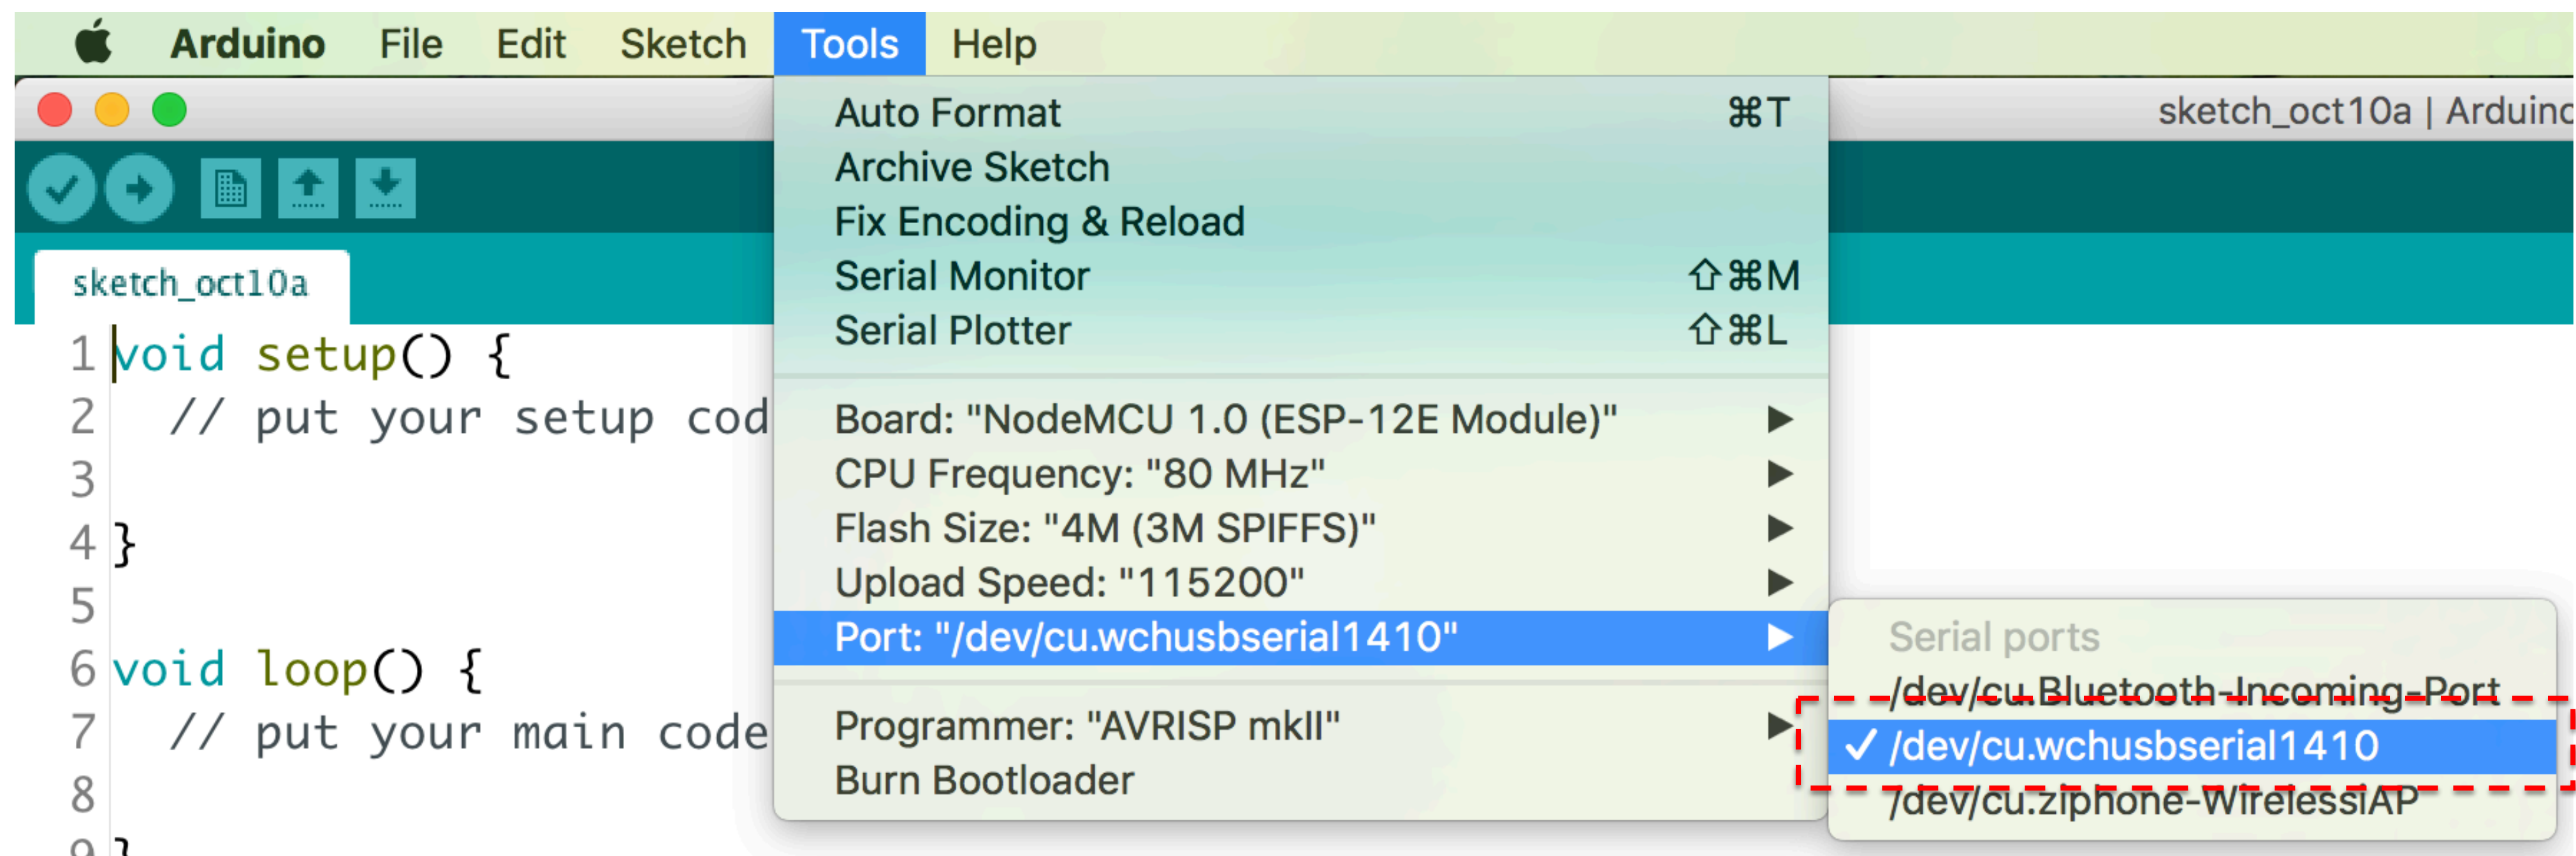 Arduino File Edit Sketch Tools Help
sketch_oct10a | Arduino
Auto Format ⌘T
Archive Sketch
Fix Encoding & Reload
Serial Monitor ⇧⌘M
Serial Plotter ⇧⌘L
Board: "NodeMCU 1.0 (ESP-12E Module)"
CPU Frequency: "80 MHz"
Flash Size: "4M (3M SPIFFS)"
Upload Speed: "115200"
Port: "/dev/cu.wchusbserial1410"
Programmer: "AVRISP mkII"
Burn Bootloader
Serial ports
/dev/cu.Bluetooth-Incoming-Port
✓ /dev/cu.wchusbserial1410
/dev/cu.ziphone-WirelessiAP
sketch_oct10a
1 void setup() {
2 // put your setup cod
3
4 }
5
6 void loop() {
7 // put your main code
8
9 }